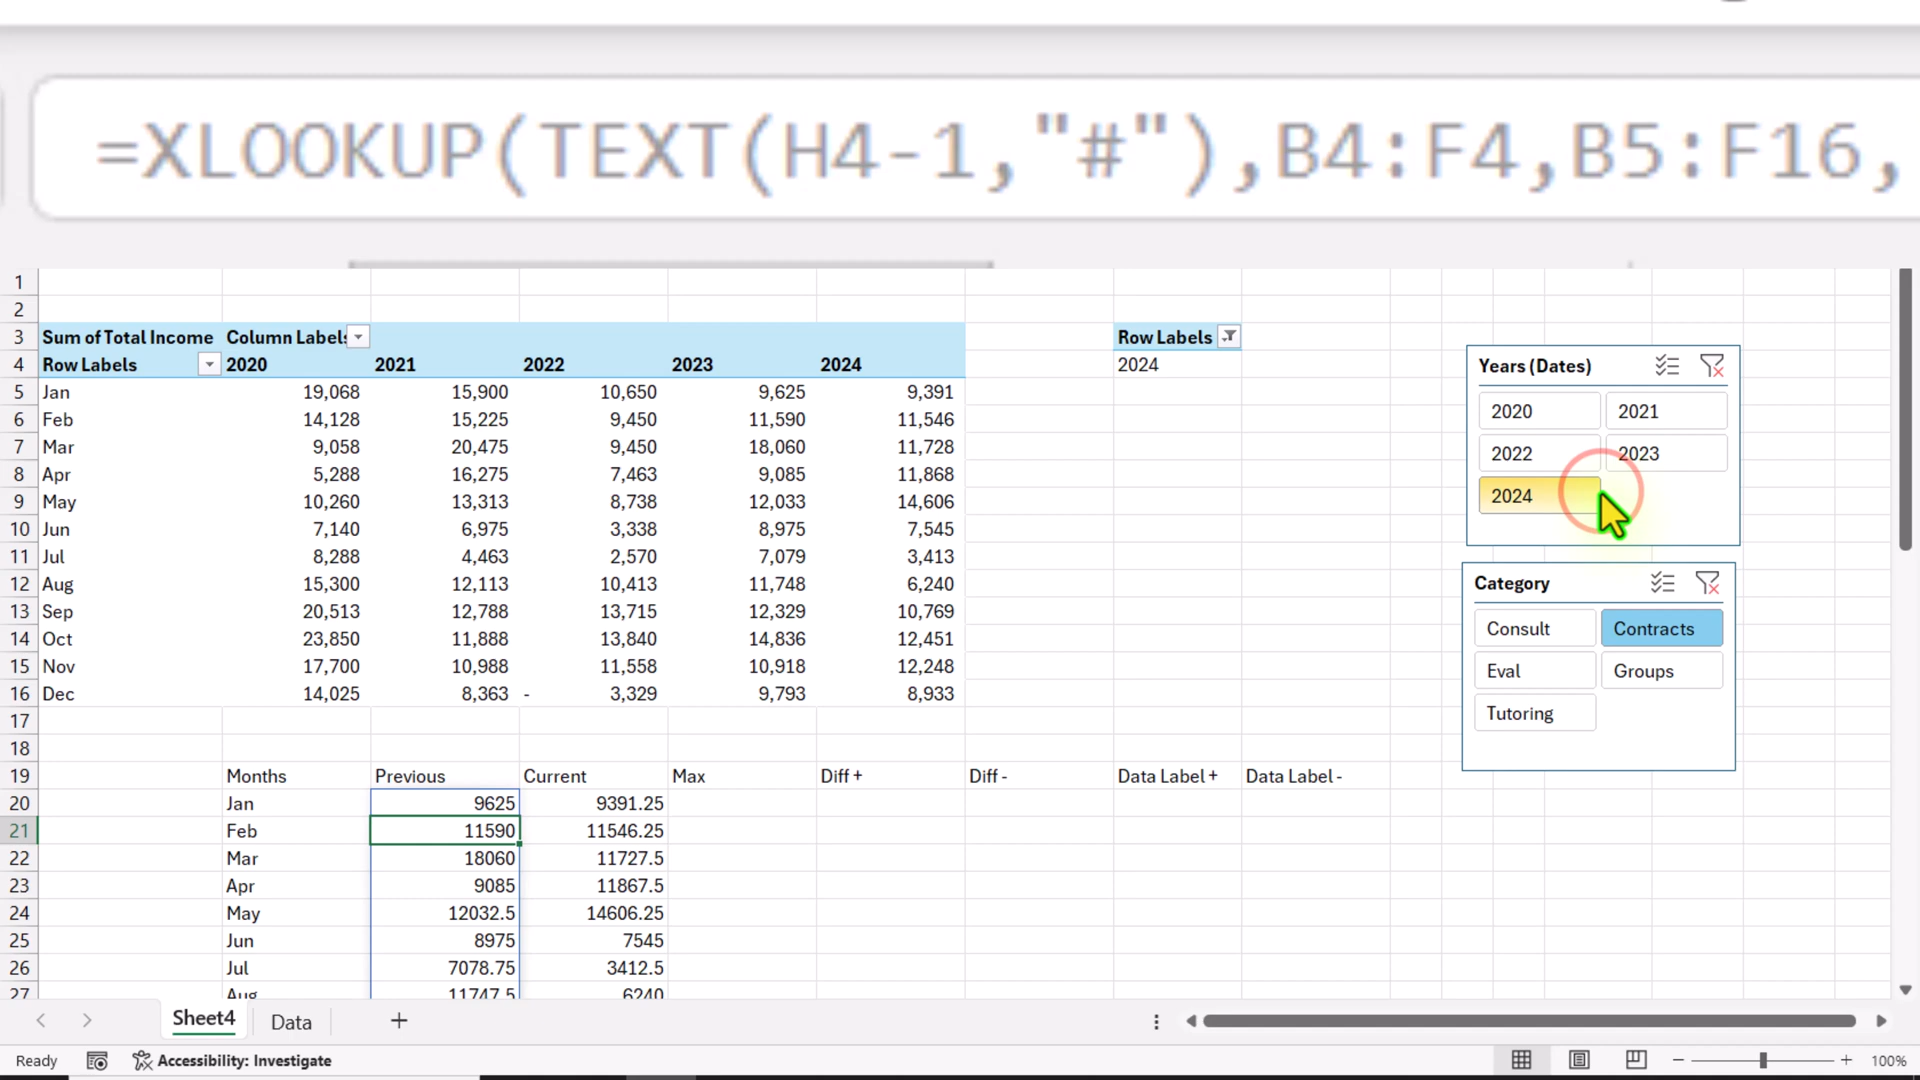 =XLOOKUP(TEXT(H4-1,"#"),B4:F4,B5:F16,
1
2
3 Sum of Total Income Column Labels Row Labels
4 Row Labels 2020 2021 2022 2023 2024 2024
5 Jan 19,068 15,900 10,650 9,625 9,391
6 Feb 14,128 15,225 9,450 11,590 11,546
7 Mar 9,058 20,475 9,450 18,060 11,728
8 Apr 5,288 16,275 7,463 9,085 11,868
9 May 10,260 13,313 8,738 12,033 14,606
10 Jun 7,140 6,975 3,338 8,975 7,545
11 Jul 8,288 4,463 2,570 7,079 3,413
12 Aug 15,300 12,113 10,413 11,748 6,240
13 Sep 20,513 12,788 13,715 12,329 10,769
14 Oct 23,850 11,888 13,840 14,836 12,451
15 Nov 17,700 10,988 11,558 10,918 12,248
16 Dec 14,025 8,363 - 3,329 9,793 8,933
17
18
19 Months Previous Current Max Diff + Diff - Data Label + Data Label -
20 Jan 9625 9391.25
21 Feb 11590 11546.25
22 Mar 18060 11727.5
23 Apr 9085 11867.5
24 May 12032.5 14606.25
25 Jun 8975 7545
26 Jul 7078.75 3412.5
27 Aug 11747.5 6240
Years (Dates)
2020 2021
2022 2023
2024
Category
Consult Contracts
Eval Groups
Tutoring
Sheet4 Data +
Ready Accessibility: Investigate 100%